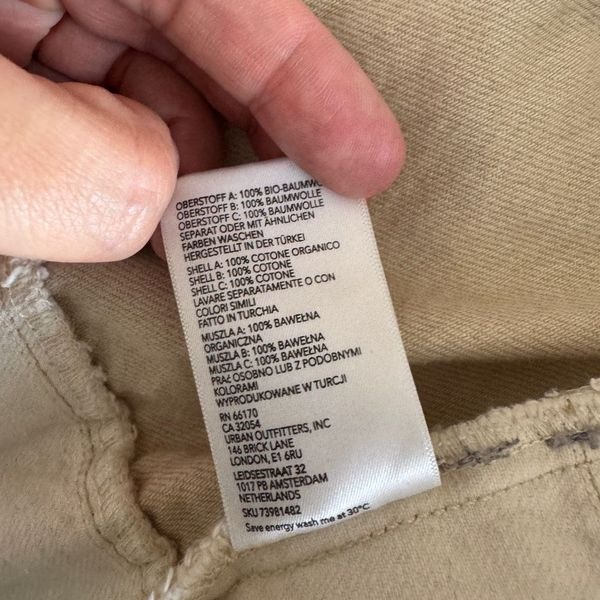 OBERSTOFF A: 100% BIO-BAUMWO
OBERSTOFF B: 100% BAUMWOLLE
OBERSTOFF C: 100% BAUMWOLLE
SEPARAT ODER MIT ÄHNLICHEN
FARBEN WASCHEN
HERGESTELLT IN DER TÜRKEI
SHELL A: 100% COTONE ORGANICO
SHELL B: 100% COTONE
SHELL C: 100% COTONE
LAVARE SEPARATAMENTE O CON
COLORI SIMILI
FATTO IN TURCHIA
MUSZLA A: 100% BAWEŁNA
ORGANICZNA
MUSZLA B: 100% BAWEŁNA
MUSZLA C: 100% BAWEŁNA
PRAĆ OSOBNO LUB Z PODOBNYMI
KOLORAMI
WYPRODUKOWANE W TURCJI
RN 66170
CA 32054
URBAN OUTFITTERS, INC
146 BRICK LANE
LONDON, E1 6RU
LEIDSESTRAAT 32
1017 PB AMSTERDAM
NETHERLANDS
SKU 73981482
Save energy wash me at 30°C